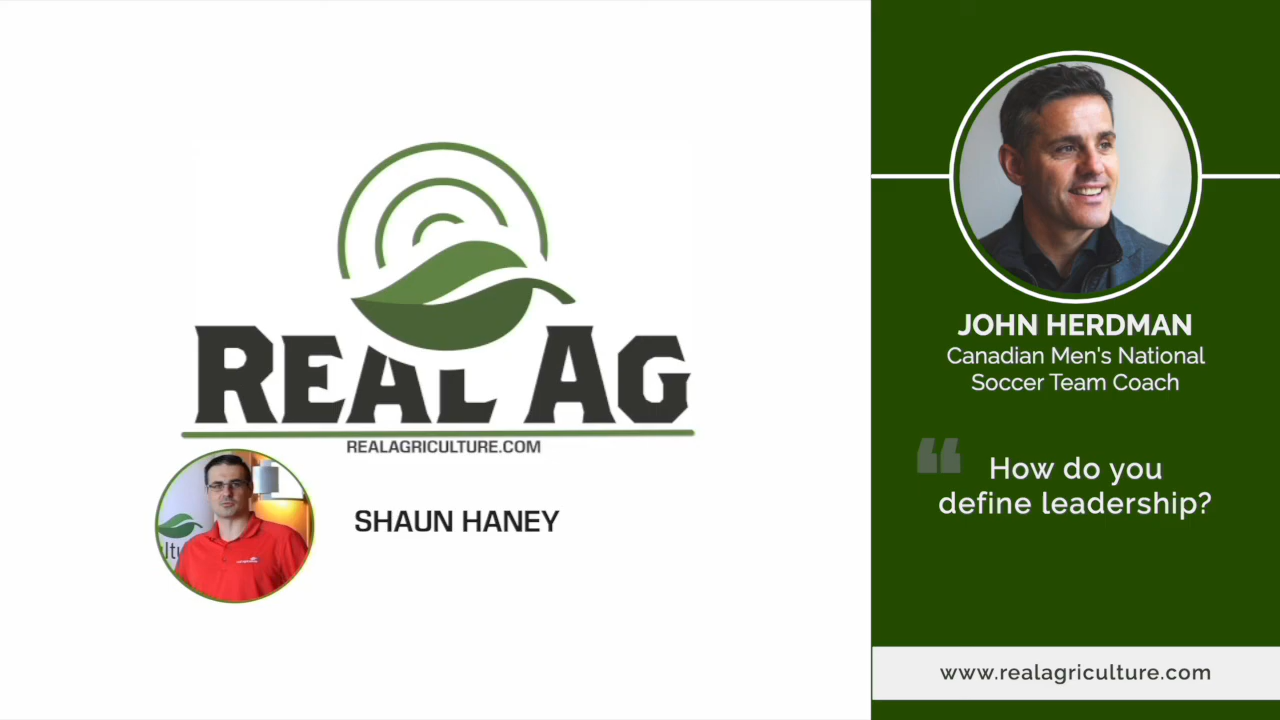 REAL AG
REALAGRICULTURE.COM
SHAUN HANEY
JOHN HERDMAN
Canadian Men's National
Soccer Team Coach
“ How do you
define leadership?
www.realagriculture.com